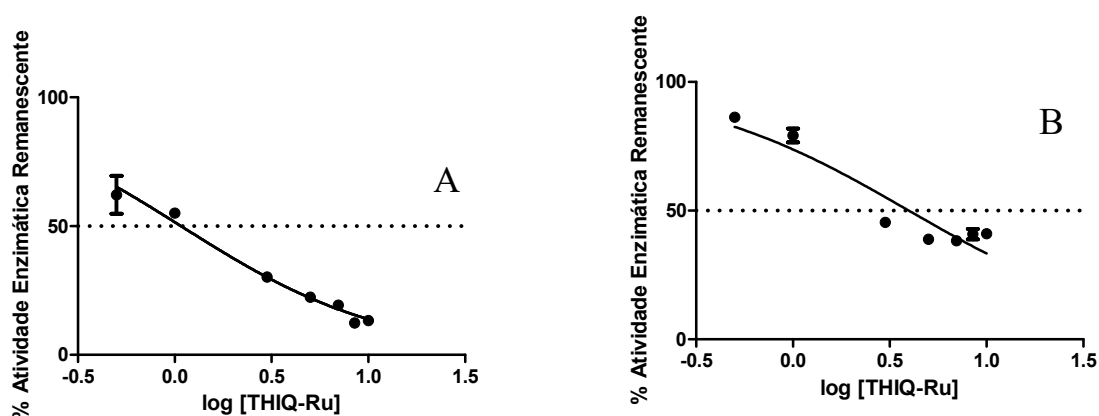 % Atividade Enzimática Remanescente
100
50
0
-0.5 0.0 0.5 1.0 1.5
log [THIQ-Ru]
A
% Atividade Enzimática Remanescente
100
50
0
-0.5 0.0 0.5 1.0 1.5
log [THIQ-Ru]
B